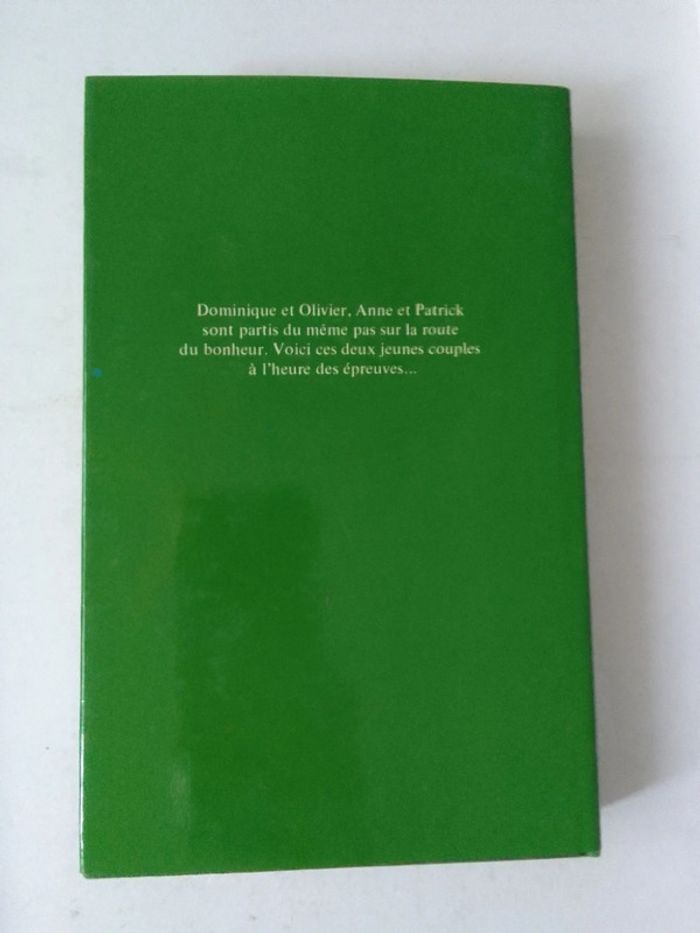 Dominique et Olivier, Anne et Patrick
sont partis du même pas sur la route
du bonheur. Voici ces deux jeunes couples
à l'heure des épreuves...